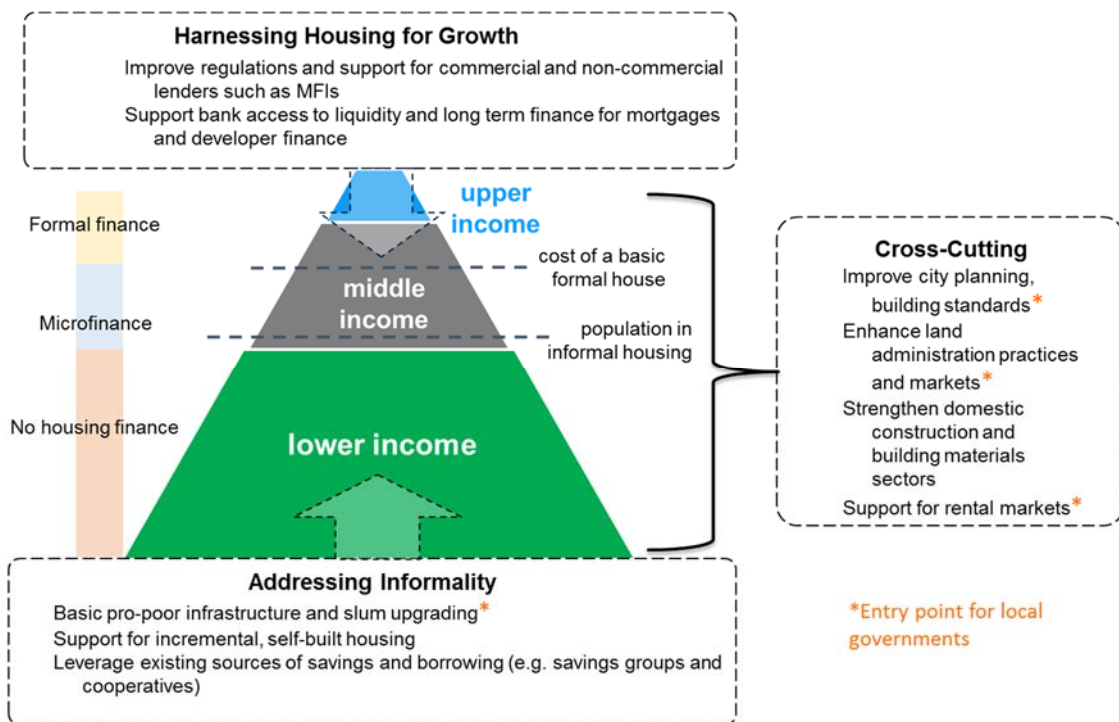 Harnessing Housing for Growth
Improve regulations and support for commercial and non-commercial
lenders such as MFIs
Support bank access to liquidity and long term finance for mortgages
and developer finance
Formal finance
Microfinance
No housing finance
upper
income
middle
income
lower income
cost of a basic
formal house
population in
informal housing
Cross-Cutting
Improve city planning,
building standards*
Enhance land
administration practices
and markets*
Strengthen domestic
construction and
building materials
sectors
Support for rental markets*
Addressing Informality
Basic pro-poor infrastructure and slum upgrading*
Support for incremental, self-built housing
Leverage existing sources of savings and borrowing (e.g. savings groups and
cooperatives)
*Entry point for local
governments